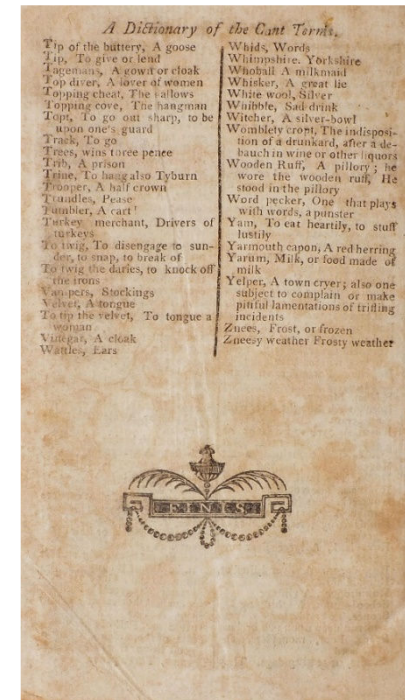 A Dictionary of the Cant Terms.
Tip of the buttery, A goose
Tip, To give or lend
Togemans, A gown or cloak
Top diver, A lover of women
Topping cheat, The gallows
Topping cove, The hangman
Topt, To go out sharp, to be
upon one's guard
Track, To go
Trees, wins three pence
Trib, A prison
Trine, To hang also Tyburn
Trooper, A half crown
Trundles, Pease
Tumbler, A cart
Turkey merchant, Drivers of
turkeys
To twig, To disengage to sun-
der, to snap, to break of
To twig the darbies, to knock off
the irons
Vampers, Stockings
Velvet, A tongue
To tip the velvet, To tongue a
woman
Vinegar, A cloak
Wattles, Ears
Whids, Words
Whimpshire. Yorkshire
Whoball A milkmaid
Whisker, A great lie
White wool, Silver
Whibble, Sad drink
Witcher, A silver-bowl
Womblety cropt, The indisposi-
tion of a drunkard, after a de-
bauch in wine or other liquors
Wooden Ruff, A pillory; he
wore the wooden ruff, He
stood in the pillory
Word pecker, One that plays
with words, a punster
Yam, To eat heartily, to stuff
lustily
Yarmouth capon, A red herring
Yarum, Milk, or food made of
milk
Yelper, A town cryer; also one
subject to complain or make
pitiful lamentations of trifling
incidents
Znees, Frost, or frozen
Zneesy weather Frosty weather
FINIS